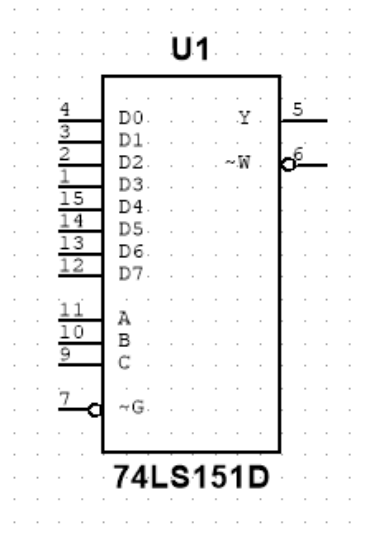 U1
4 D0 Y 5
3 D1
2 D2 ~W 6
1 D3
15 D4
14 D5
13 D6
12 D7
11 A
10 B
9 C
7 ~G
74LS151D